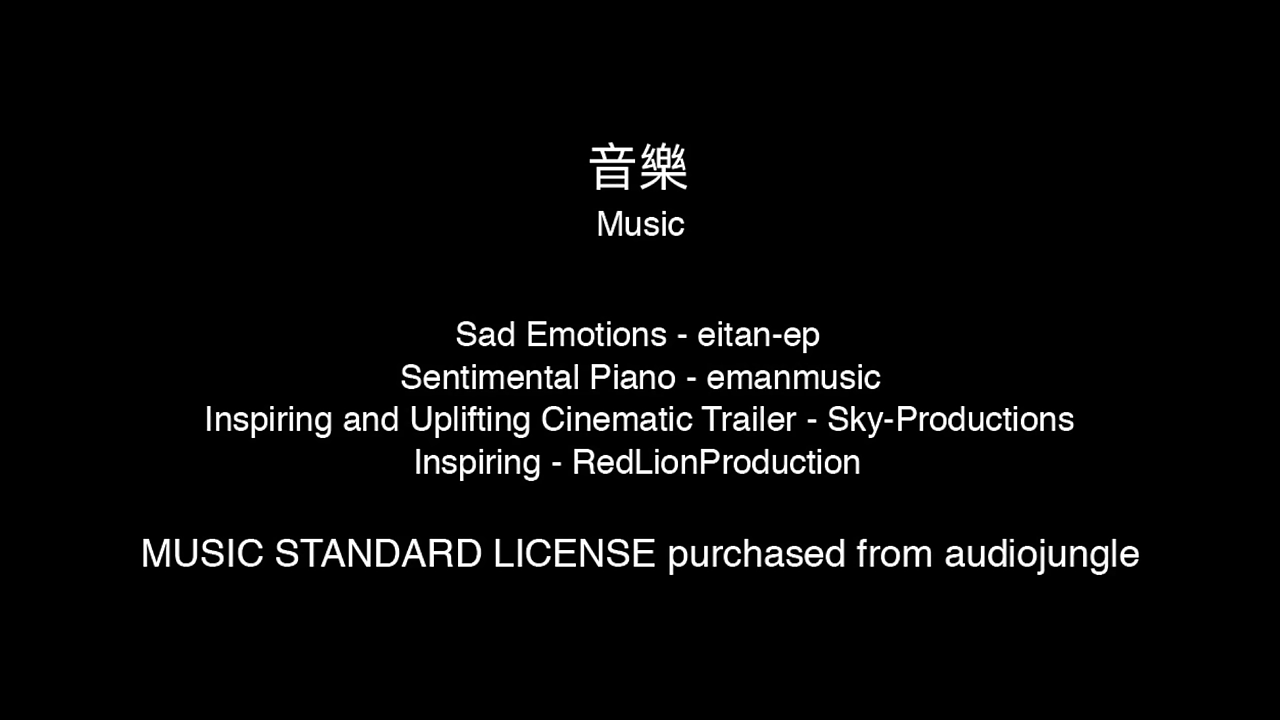 音樂
Music
Sad Emotions - eitan-ep
Sentimental Piano - emanmusic
Inspiring and Uplifting Cinematic Trailer - Sky-Productions
Inspiring - RedLionProduction
MUSIC STANDARD LICENSE purchased from audiojungle